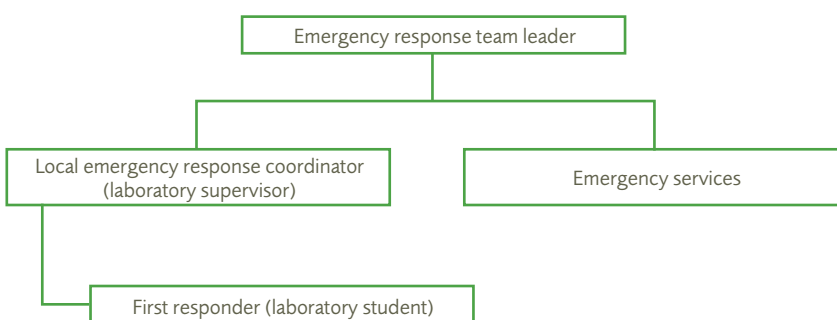 Emergency response team leader
Local emergency response coordinator
(laboratory supervisor)
Emergency services
First responder (laboratory student)